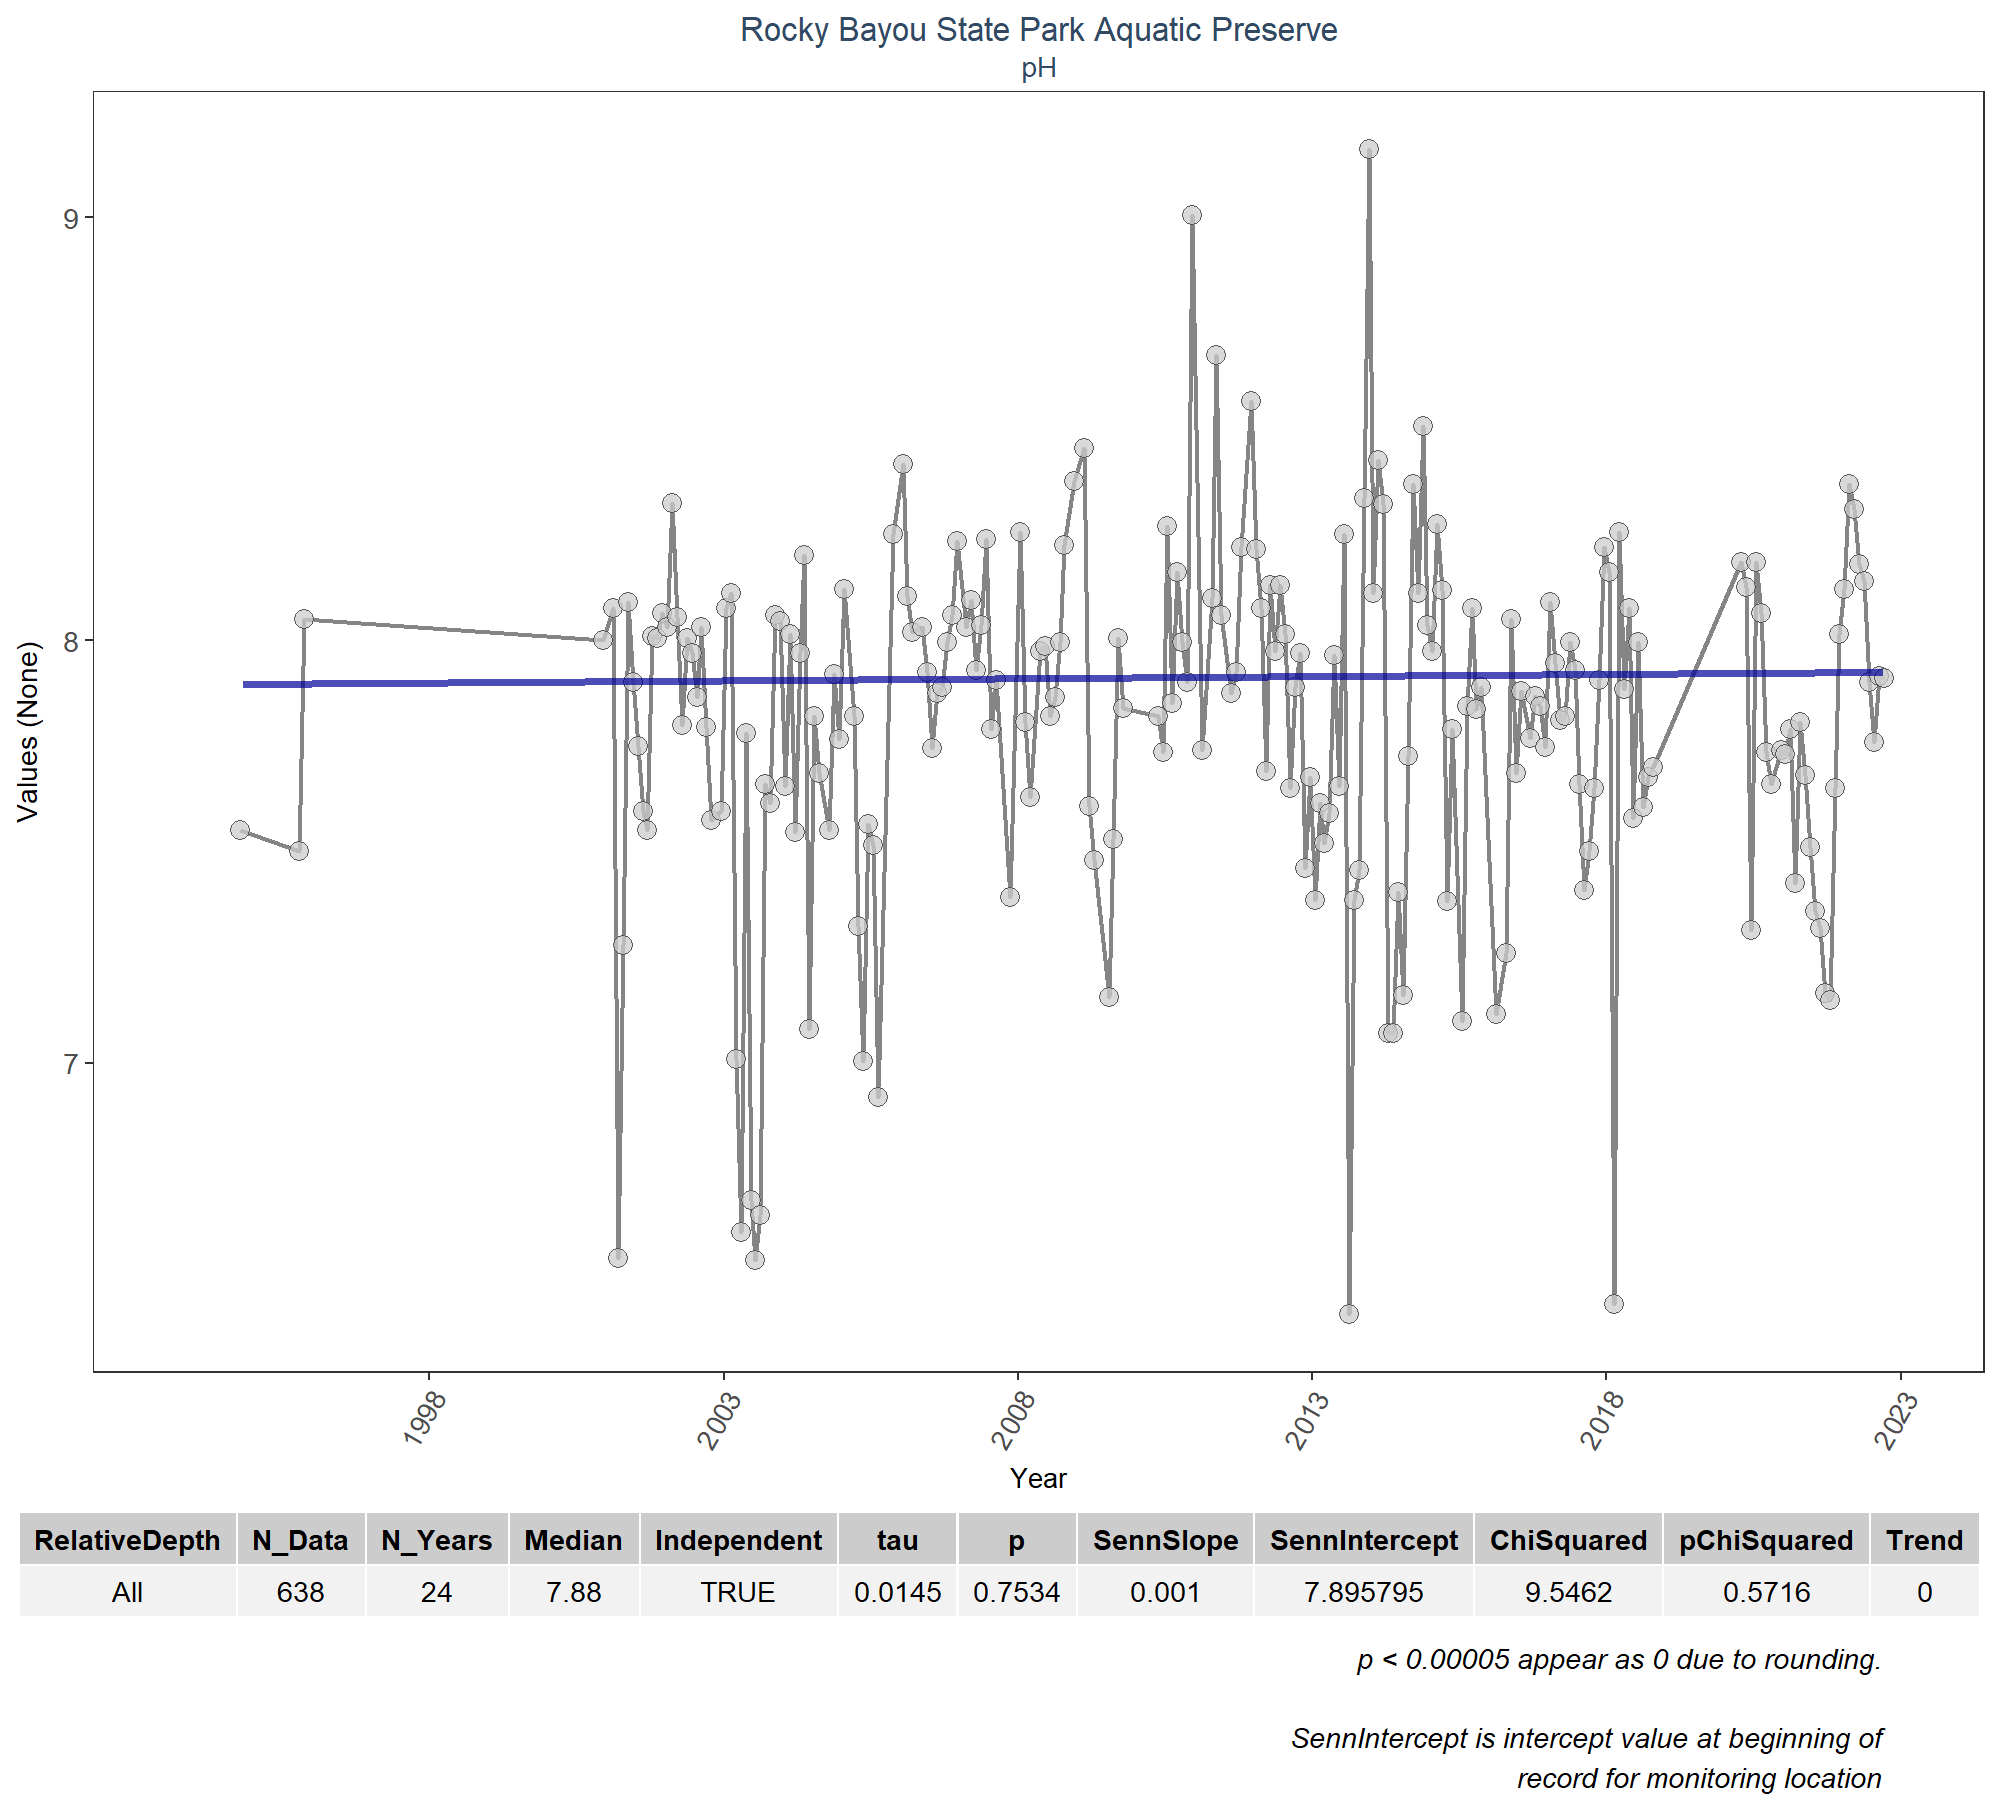 Rocky Bayou State Park Aquatic Preserve
pH
Values (None)
9
8
7
1998
2003
2008
2013
2018
2023
Year
RelativeDepth N_Data N_Years Median Independent tau p SennSlope SennIntercept ChiSquared pChiSquared Trend
All 638 24 7.88 TRUE 0.0145 0.7534 0.001 7.895795 9.5462 0.5716 0
p < 0.00005 appear as 0 due to rounding.
SennIntercept is intercept value at beginning of
record for monitoring location